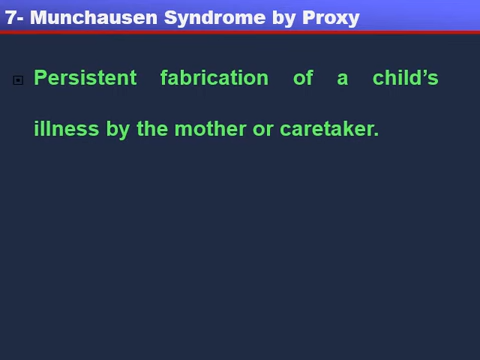 7- Munchausen Syndrome by Proxy
Persistent fabrication of a child’s
illness by the mother or caretaker.